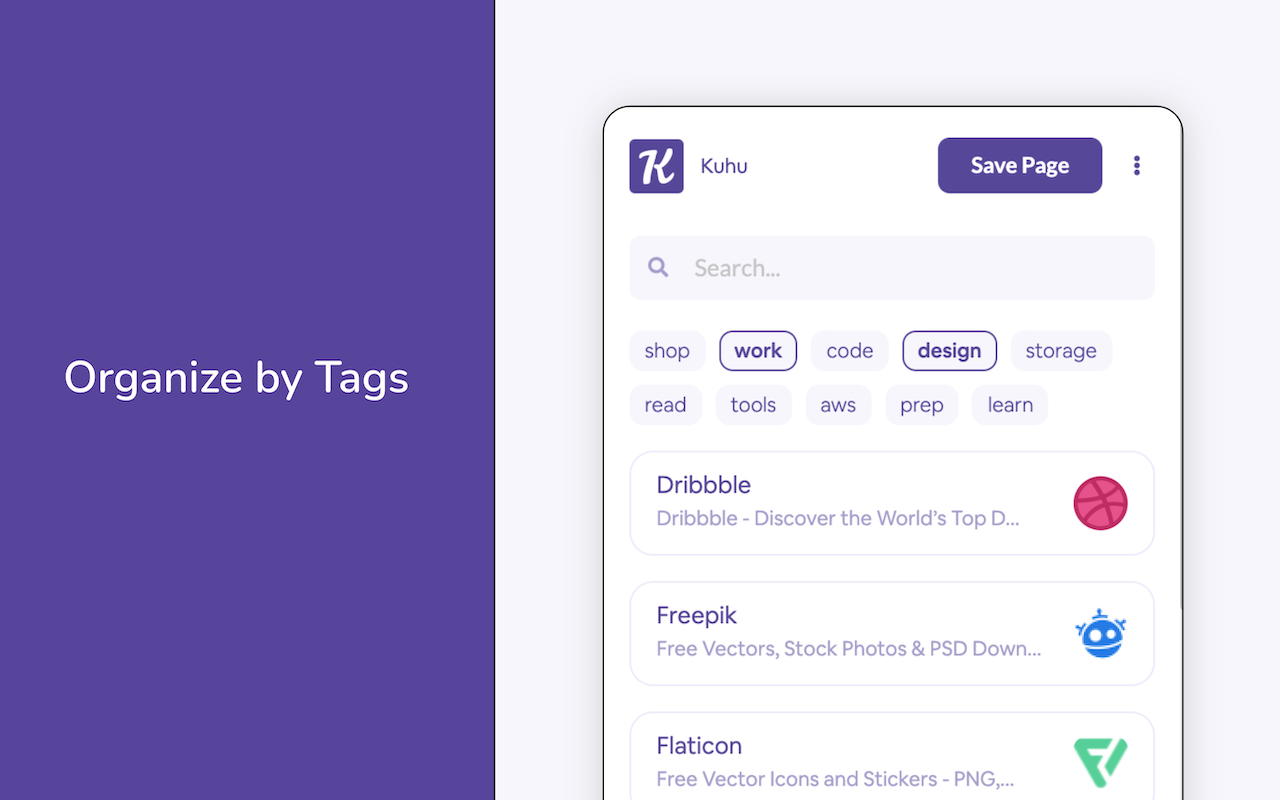 Organize by Tags
K Kuhu
Save Page
Search...
shop work code design storage
read tools aws prep learn
Dribbble
Dribbble - Discover the World’s Top D...
Freepik
Free Vectors, Stock Photos & PSD Down...
Flaticon
Free Vector Icons and Stickers - PNG,...